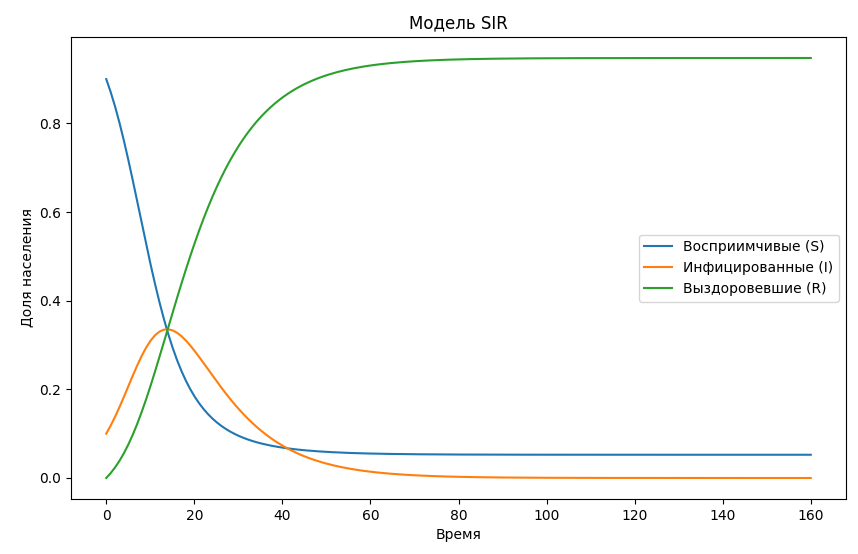 Модель SIR
Доля населения
0.8
0.6
0.4
0.2
0.0
Восприимчивые (S)
Инфицированные (I)
Выздоровевшие (R)
0 20 40 60 80 100 120 140 160
Время